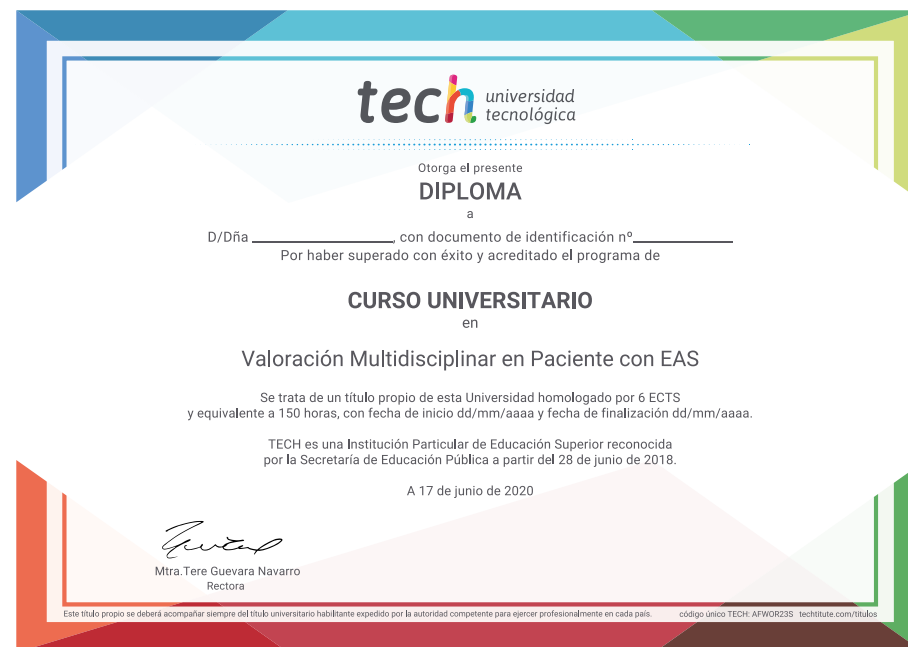 tech universidad
tecnológica
Otorga el presente
DIPLOMA
a
D/Dña ____________________, con documento de identificación nº______________
Por haber superado con éxito y acreditado el programa de
CURSO UNIVERSITARIO
en
Valoración Multidisciplinar en Paciente con EAS
Se trata de un título propio de esta Universidad homologado por 6 ECTS
y equivalente a 150 horas, con fecha de inicio dd/mm/aaaa y fecha de finalización dd/mm/aaaa.
TECH es una Institución Particular de Educación Superior reconocida
por la Secretaría de Educación Pública a partir del 28 de junio de 2018.
A 17 de junio de 2020
Mtra.Tere Guevara Navarro
Rectora
Este título propio se deberá acompañar siempre del título universitario habilitante expedido por la autoridad competente para ejercer profesionalmente en cada país. código único TECH: AFWOR23S techtitute.com/titulos